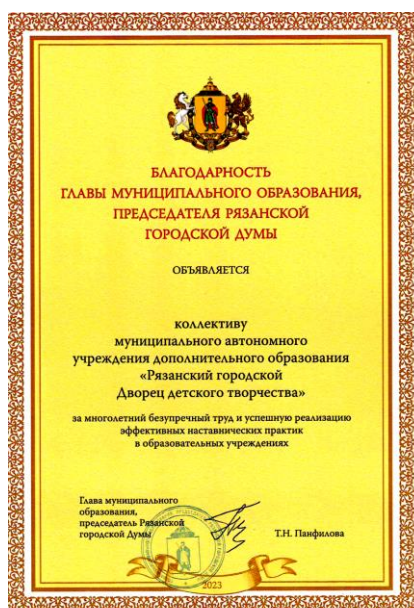 БЛАГОДАРНОСТЬ
ГЛАВЫ МУНИЦИПАЛЬНОГО ОБРАЗОВАНИЯ,
ПРЕДСЕДАТЕЛЯ РЯЗАНСКОЙ
ГОРОДСКОЙ ДУМЫ
ОБЪЯВЛЯЕТСЯ
коллективу
муниципального автономного
учреждения дополнительного образования
«Рязанский городской
Дворец детского творчества»
за многолетний безупречный труд и успешную реализацию
эффективных наставнических практик
в образовательных учреждениях
Глава муниципального
образования,
председатель Рязанской
городской Думы
Т.Н. Панфилова
2023